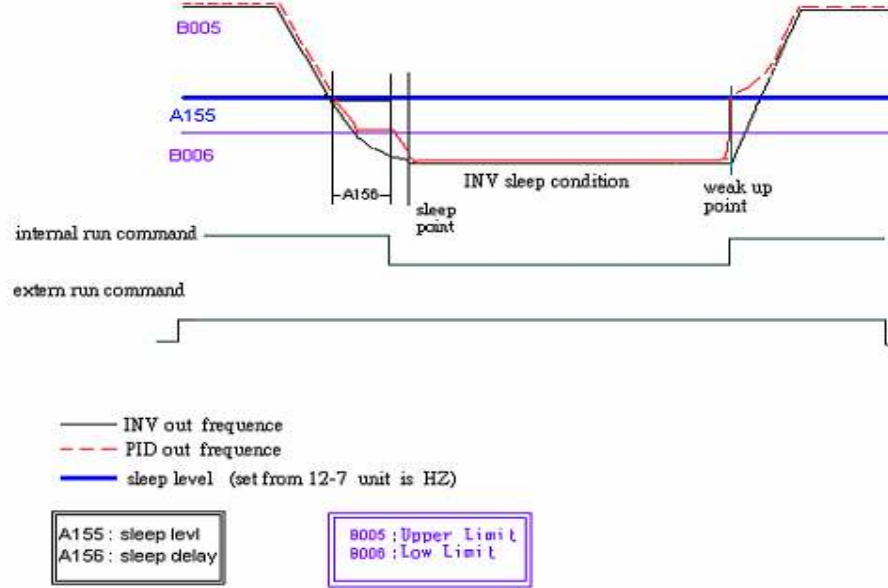 B005
A155
B006
A156
INV sleep condition
sleep
point
weak up
point
internal run command
extern run command
INV out frequence
PID out frequence
sleep level (set from 12-7 unit is HZ)
A155 : sleep levl
A156 : sleep delay
B005 : Upper Limit
B006 : Low Limit